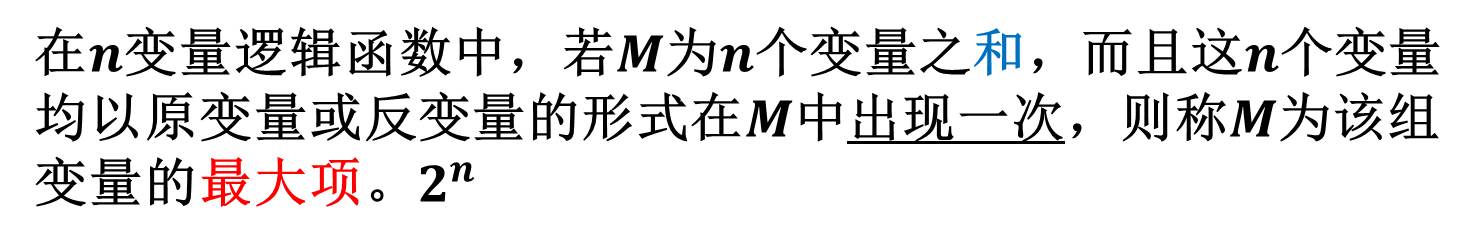 在n变量逻辑函数中，若M为n个变量之和，而且这n个变量
均以原变量或反变量的形式在M中出现一次，则称M为该组
变量的最大项。2ⁿ